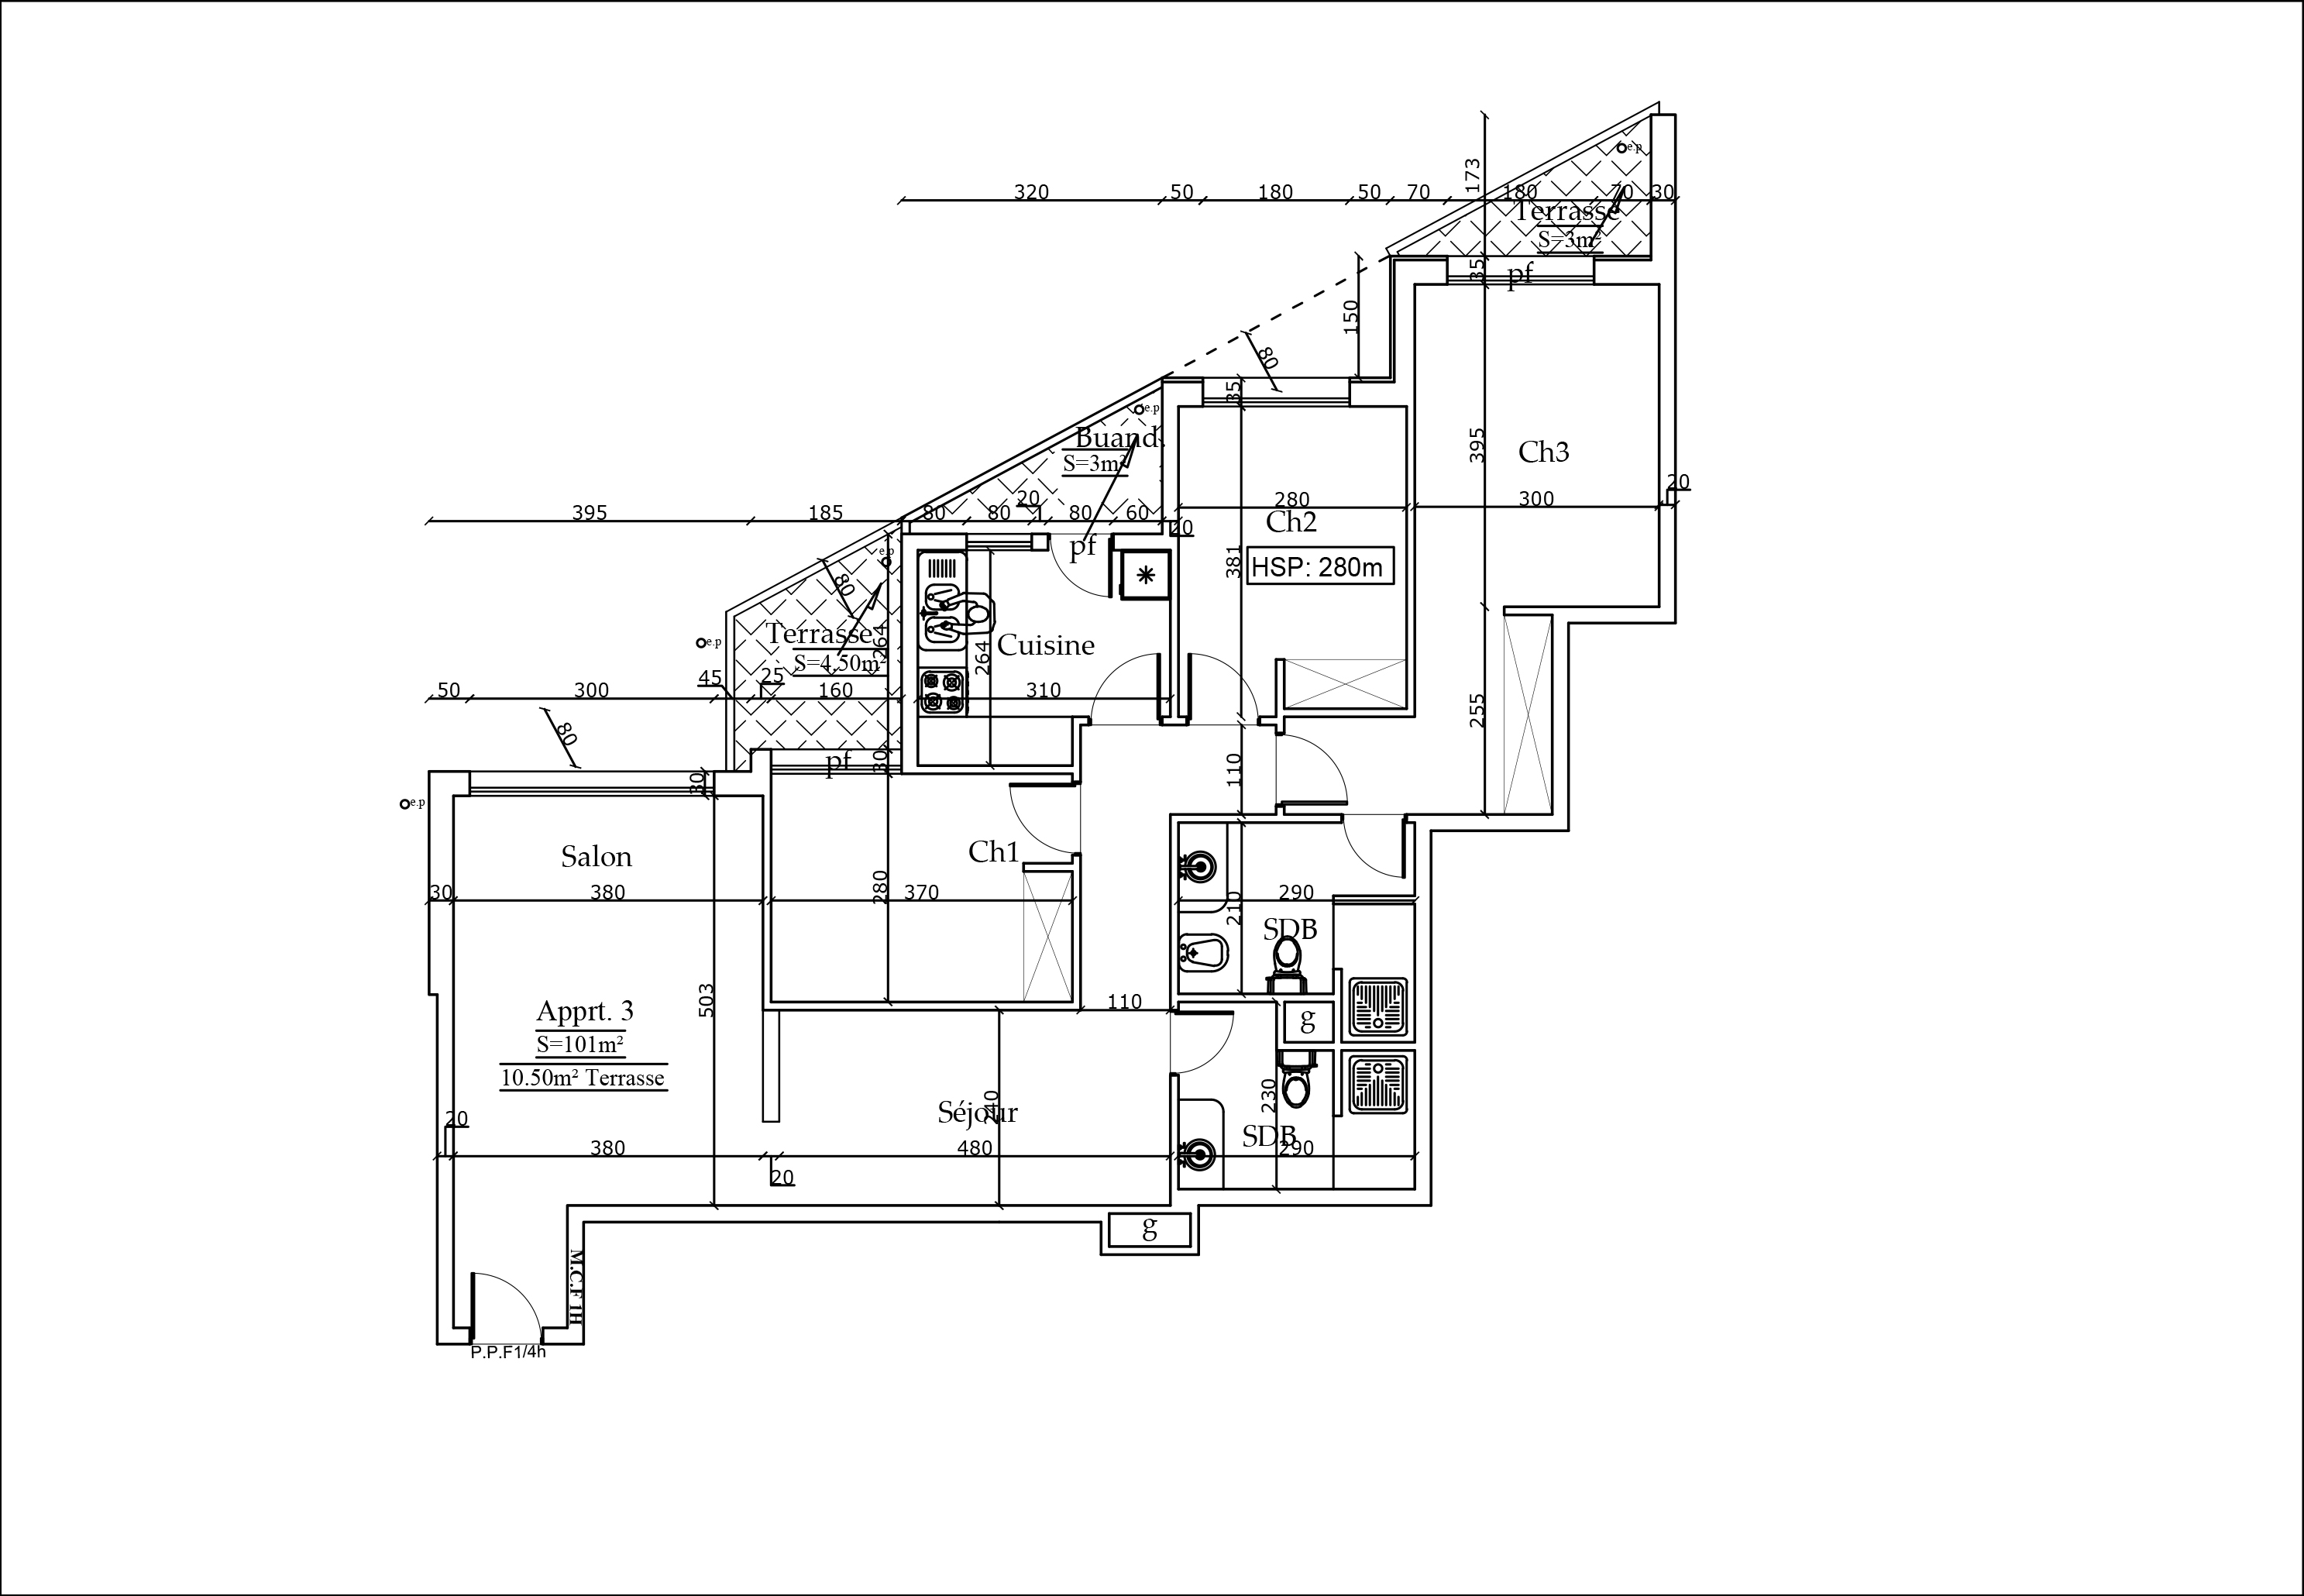 173
e.p
320 50 180 50 70 180 70 30
Terrasse
S=3m²
35
pf
150
80
35
e.p
Buand.
S=3m²
395
Ch3
20
280
300
Ch2
20
395 185 80 80 80 60
20
pf
e.p
381
HSP: 280m
80
Terrasse
264
S=4.50m²
e.p
Cuisine
264
45
25
50 300 160 310
255
80
30
pf
30
110
e.p
Salon
Ch1
30 380
280
370
210
290
SDB
503
110
Apprt. 3
S=101m²
10.50m² Terrasse
g
230
240
Séjour
20
SDB
380 480 290
20
g
M.C.F 1H
P.P.F1/4h